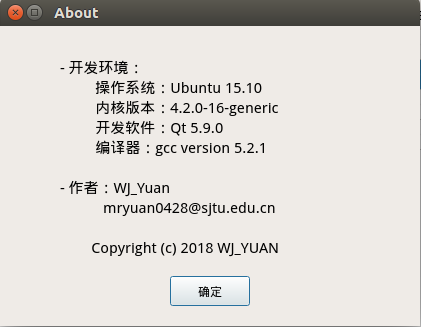 About
- 开发环境：
操作系统：Ubuntu 15.10
内核版本：4.2.0-16-generic
开发软件：Qt 5.9.0
编译器：gcc version 5.2.1
- 作者：WJ_Yuan
mryuan0428@sjtu.edu.cn
Copyright (c) 2018 WJ_YUAN
确定